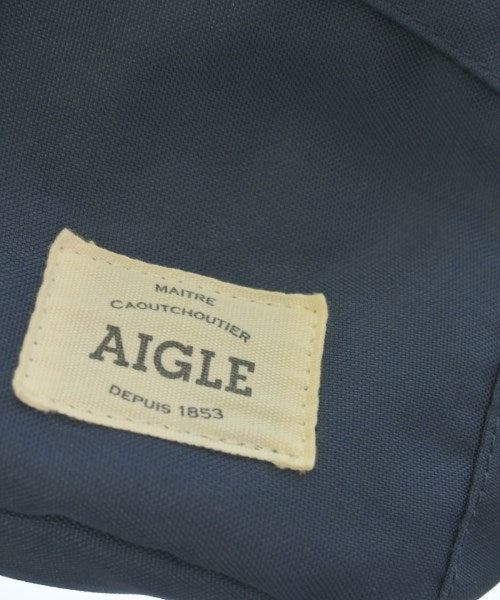 MAITRE
CAOUTCHOUTIER
AIGLE
DEPUIS 1853